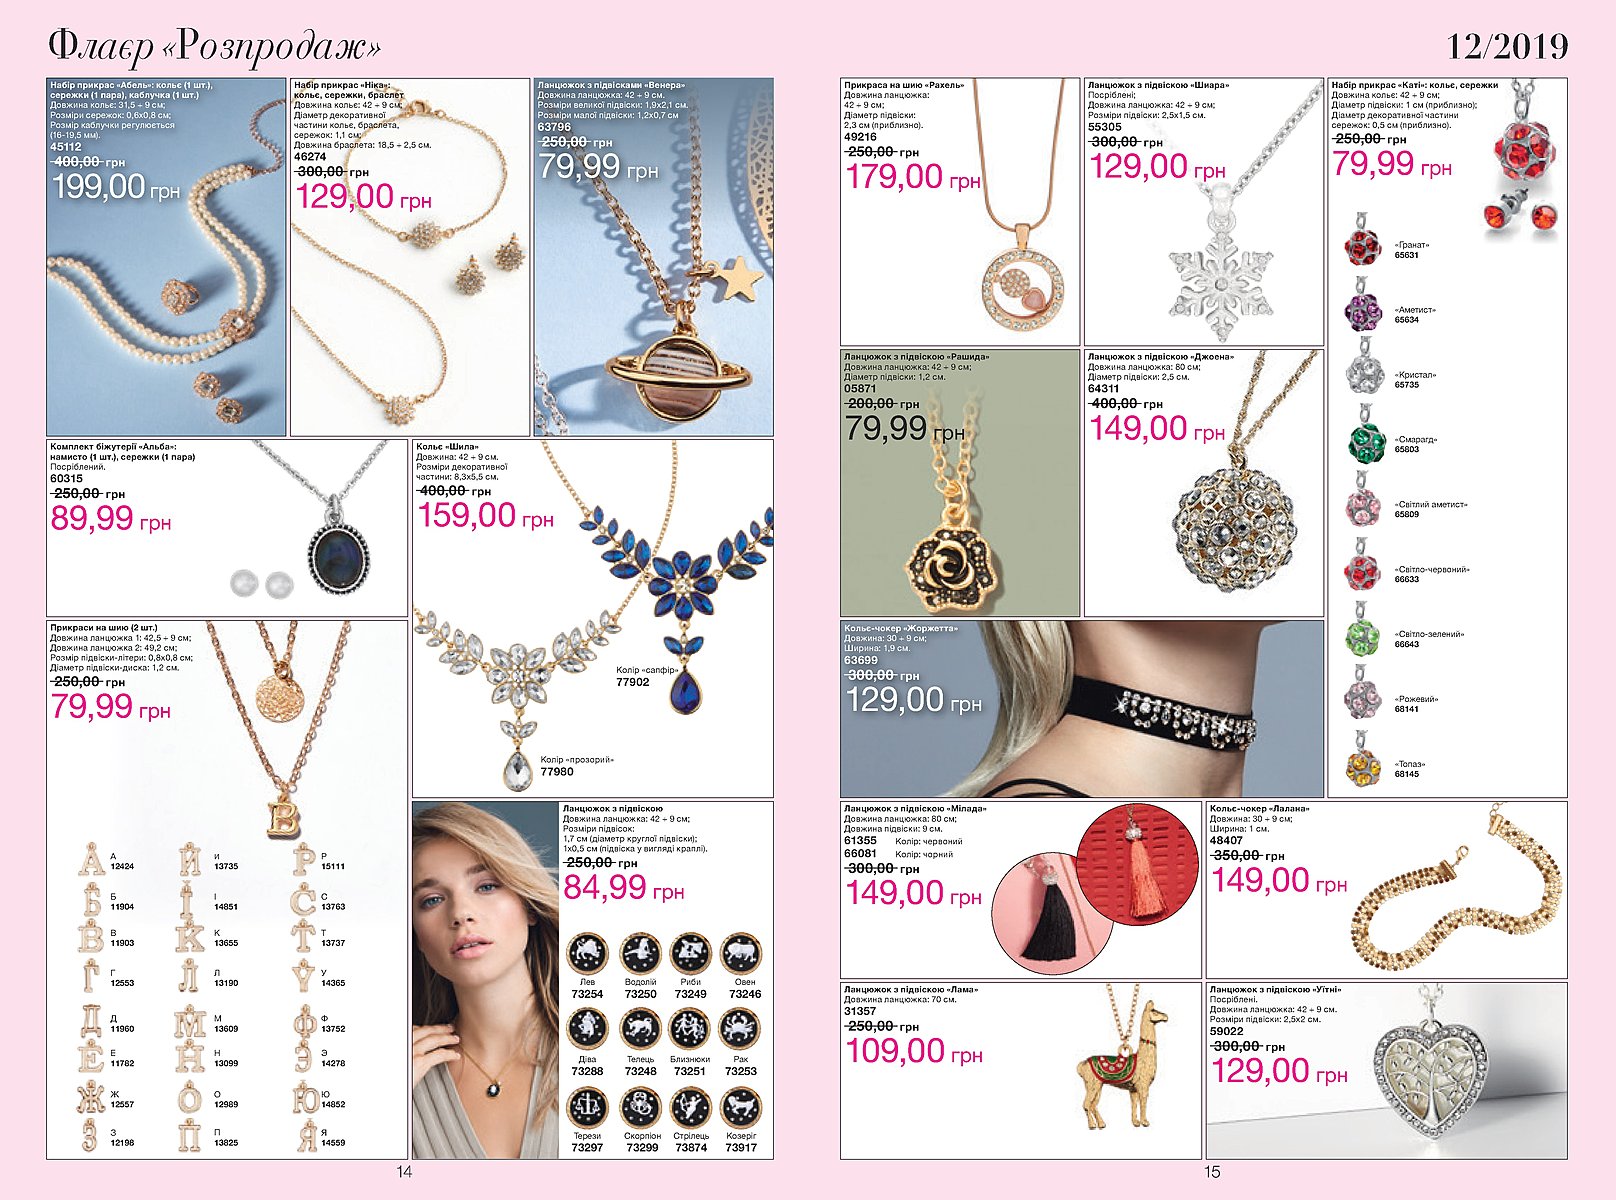 Флаєр «Розпродаж»
12/2019
Набір прикрас «Абель»: кольє (1 шт.),
сережки (1 пара), каблучка (1 шт.)
Довжина кольє: 31,5 + 9 см;
Розміри сережок: 0,6х0,8 см;
Розмір каблучки регулюється
(16-19,5 мм).
45112
400,00 грн
199,00 грн
Набір прикрас «Ніка»:
кольє, сережки, браслет
Довжина кольє: 42 + 9 см;
Діаметр декоративної
частини кольє, браслета,
сережок: 1,1 см;
Довжина браслета: 18,5 + 2,5 см.
46274
300,00 грн
129,00 грн
Ланцюжок з підвісками «Венера»
Довжина ланцюжка: 42 + 9 см.
Розміри великої підвіски: 1,9х2,1 см.
Розміри малої підвіски: 1,2х0,7 см
63796
250,00 грн
79,99 грн
Комплект біжутерії «Альба»:
намисто (1 шт.), сережки (1 пара)
Посріблений.
60315
250,00 грн
89,99 грн
Кольє «Шила»
Довжина: 42 + 9 см.
Розміри декоративної
частини: 8,3х5,5 см.
400,00 грн
159,00 грн
Колір «сапфір»
77902
Колір «прозорий»
77980
Прикраси на шию (2 шт.)
Довжина ланцюжка 1: 42,5 + 9 см;
Довжина ланцюжка 2: 49,2 см;
Розмір підвіски-літери: 0,8х0,8 см;
Діаметр підвіски-диска: 1,2 см.
250,00 грн
79,99 грн
В
А А 12424 И И 13735 Р Р 15111
Б Б 11904 І І 14851 С С 13763
В В 11903 К К 13655 Т Т 13737
Г Г 12553 Л Л 13190 У У 14365
Д Д 11960 М М 13609 Ф Ф 13752
Е Е 11782 Н Н 13099 Э Э 14278
Ж Ж 12557 О О 12989 Ю Ю 14852
З З 12198 П П 13825 Я Я 14559
Ланцюжок з підвіскою
Довжина ланцюжка: 42 + 9 см;
Розміри підвісок:
1,7 см (діаметр круглої підвіски);
1х0,5 см (підвіска у вигляді краплі).
250,00 грн
84,99 грн
Лев Водолій Риби Овен
73254 73250 73249 73246
Діва Телець Близнюки Рак
73288 73248 73251 73253
Терези Скорпіон Стрілець Козеріг
73297 73299 73874 73917
14
Прикраса на шию «Рахель»
Довжина ланцюжка:
42 + 9 см;
Діаметр підвіски:
2,3 см (приблизно).
49216
250,00 грн
179,00 грн
Ланцюжок з підвіскою «Шиара»
Посріблені;
Довжина ланцюжка: 42 + 9 см;
Розміри підвіски: 2,5х1,5 см.
55305
300,00 грн
129,00 грн
Набір прикрас «Каті»: кольє, сережки
Довжина кольє: 42 + 9 см;
Діаметр підвіски: 1 см (приблизно);
Діаметр декоративної частини
сережок: 0,5 см (приблизно).
250,00 грн
79,99 грн
«Гранат»
65631
«Аметист»
65634
«Кристал»
65735
«Смарагд»
65803
«Світлий аметист»
65809
«Світло-червоний»
66633
«Світло-зелений»
66643
«Рожевий»
68141
«Топаз»
68145
Ланцюжок з підвіскою «Рашида»
Довжина ланцюжка: 42 + 9 см;
Діаметр підвіски: 1,2 см.
05871
200,00 грн
79,99 грн
Ланцюжок з підвіскою «Джоена»
Довжина ланцюжка: 80 см;
Діаметр підвіски: 2,5 см.
64311
400,00 грн
149,00 грн
Кольє-чокер «Жоржетта»
Довжина: 30 + 9 см;
Ширина: 1,9 см.
63699
300,00 грн
129,00 грн
Ланцюжок з підвіскою «Мілада»
Довжина ланцюжка: 80 см;
Довжина підвіски: 9 см.
61355 Колір: червоний
66081 Колір: чорний
300,00 грн
149,00 грн
Кольє-чокер «Лалана»
Довжина: 30 + 9 см;
Ширина: 1 см.
48407
350,00 грн
149,00 грн
Ланцюжок з підвіскою «Лама»
Довжина ланцюжка: 70 см.
31357
250,00 грн
109,00 грн
Ланцюжок з підвіскою «Уїтні»
Посріблені.
Довжина ланцюжка: 42 + 9 см.
Розміри підвіски: 2,5х2 см.
59022
300,00 грн
129,00 грн
15